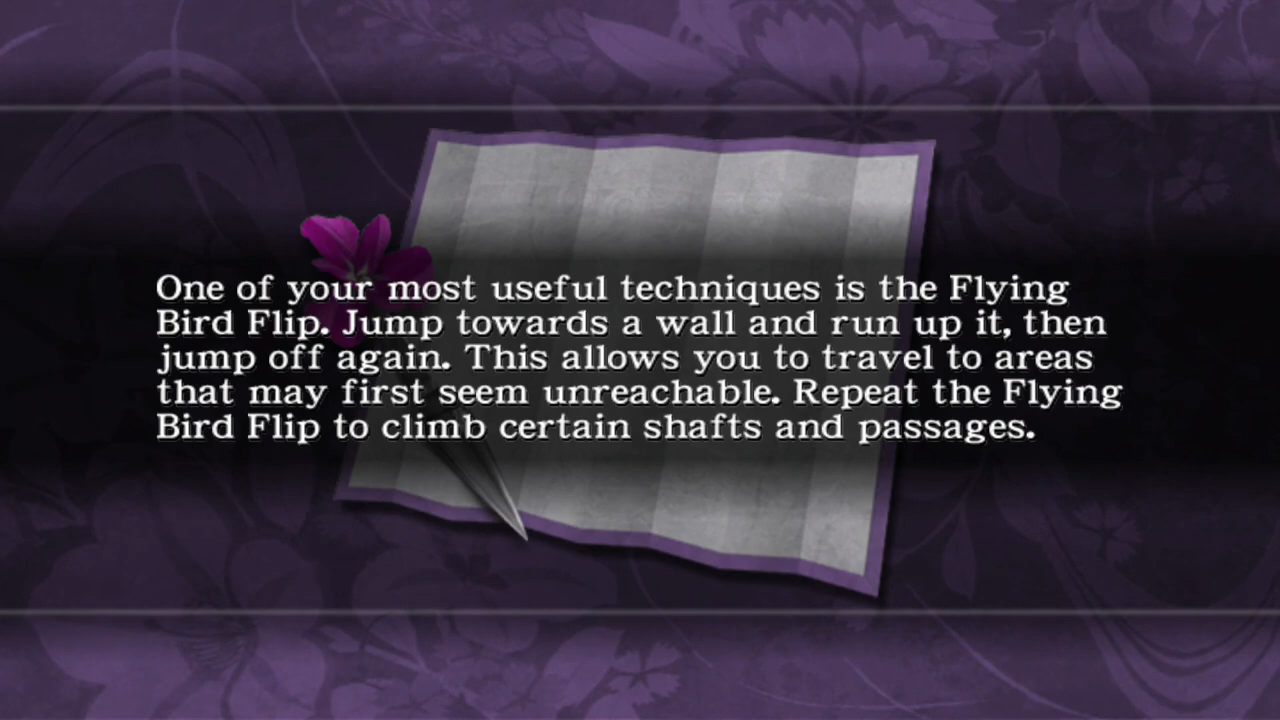 One of your most useful techniques is the Flying
Bird Flip. Jump towards a wall and run up it, then
jump off again. This allows you to travel to areas
that may first seem unreachable. Repeat the Flying
Bird Flip to climb certain shafts and passages.